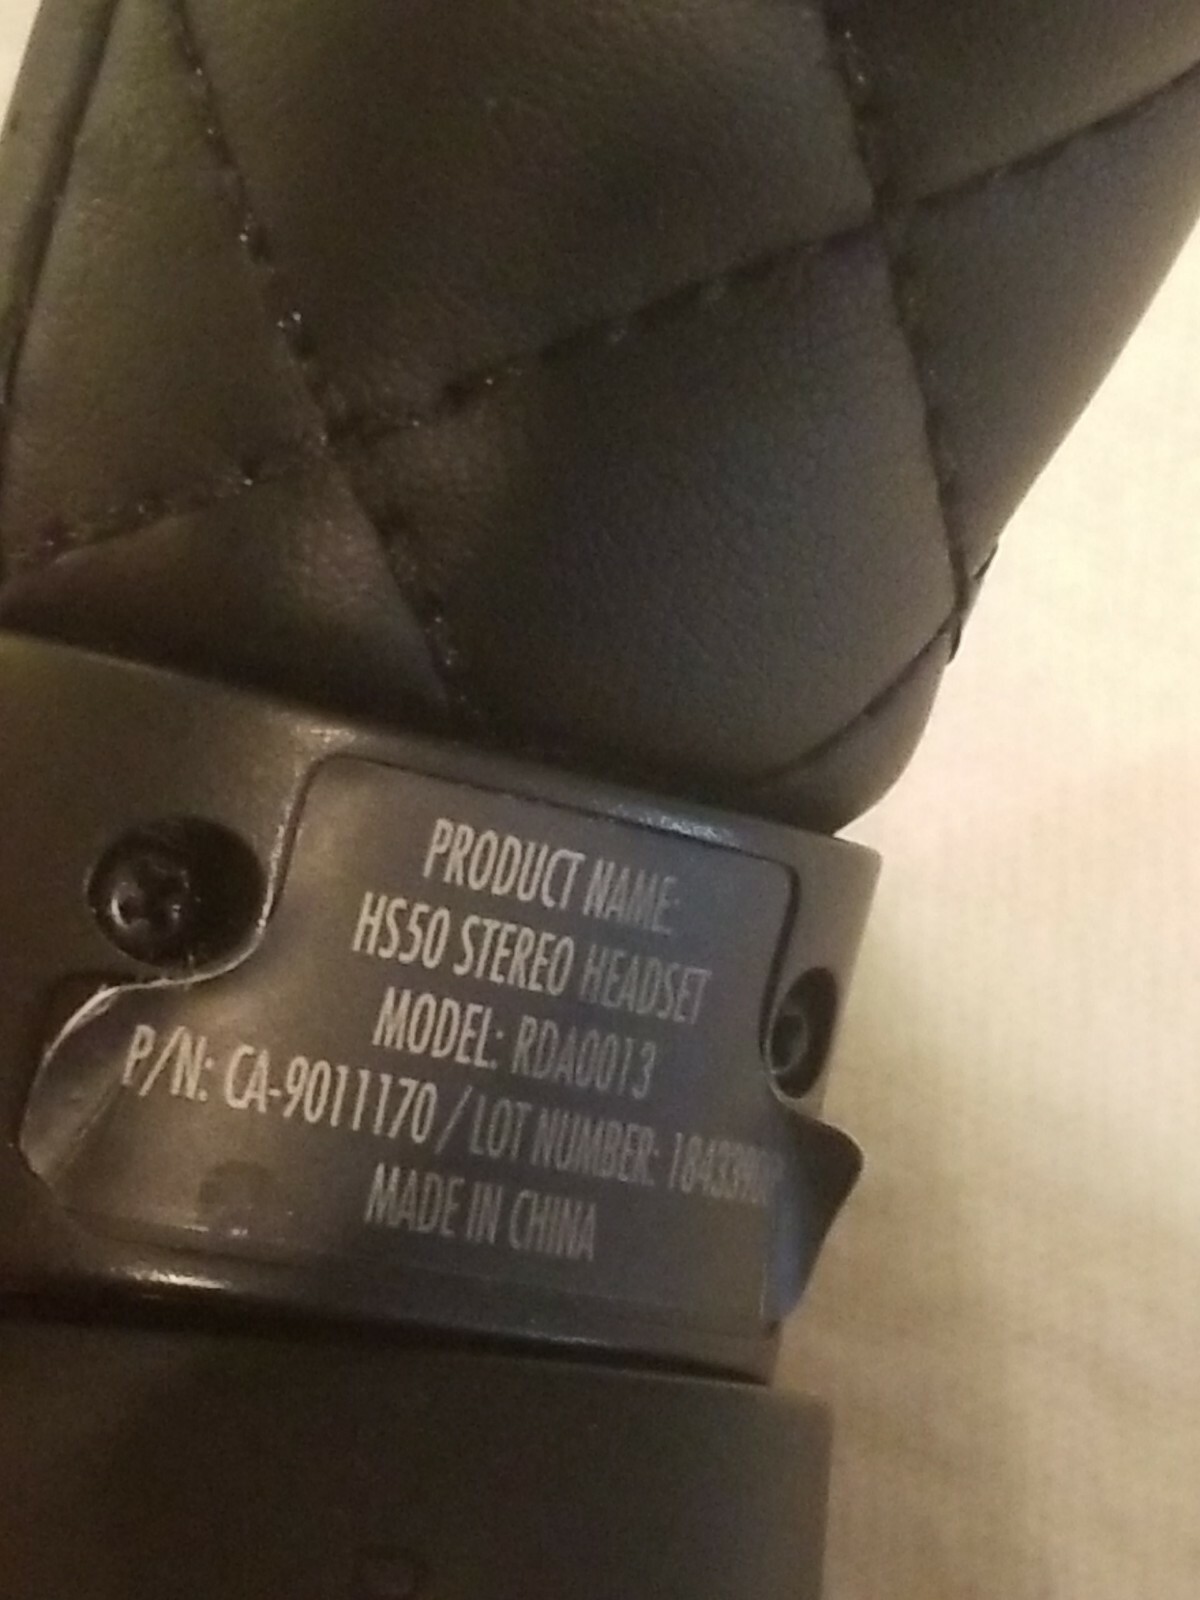 PRODUCT NAME:
HS50 STEREO HEADSET
MODEL: RDA0013
P/N: CA-9011170 / LOT NUMBER:
MADE IN CHINA